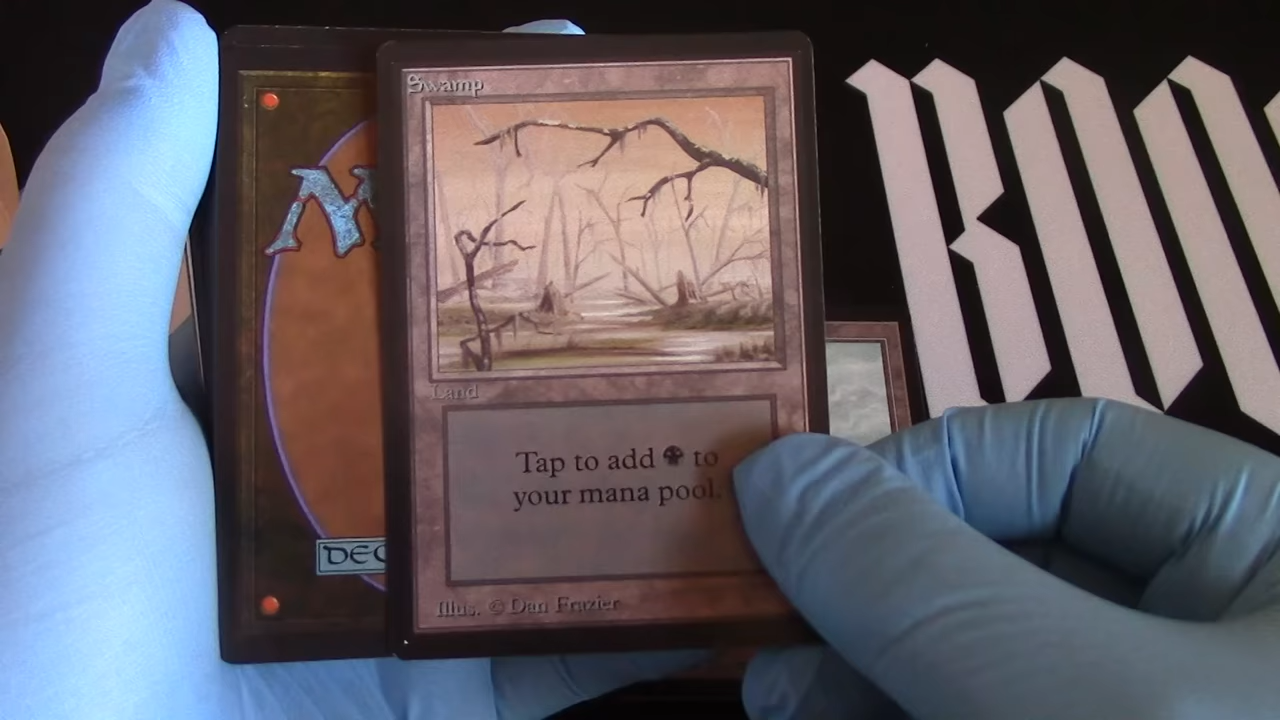 Swamp
Land
Tap to add to
your mana pool.
Illus. © Dan Frazier
M
DEC